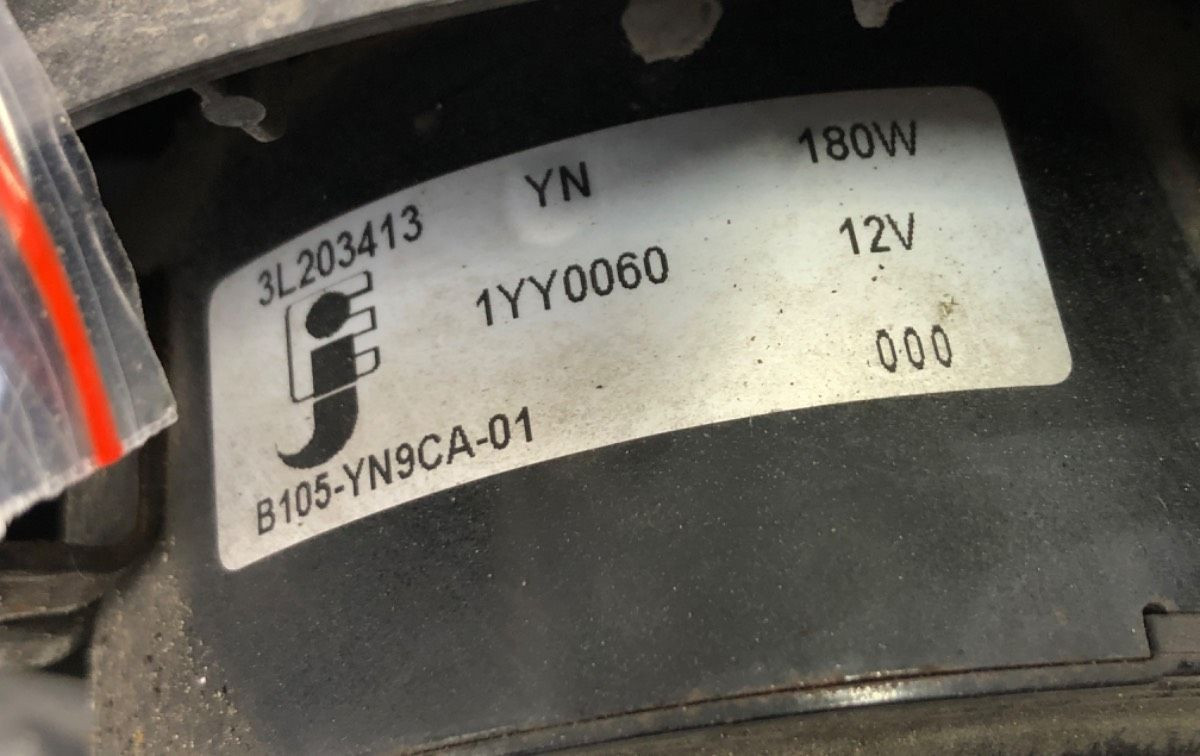 3L203413 YN 180W
1YY0060 12V
000
B105-YN9CA-01